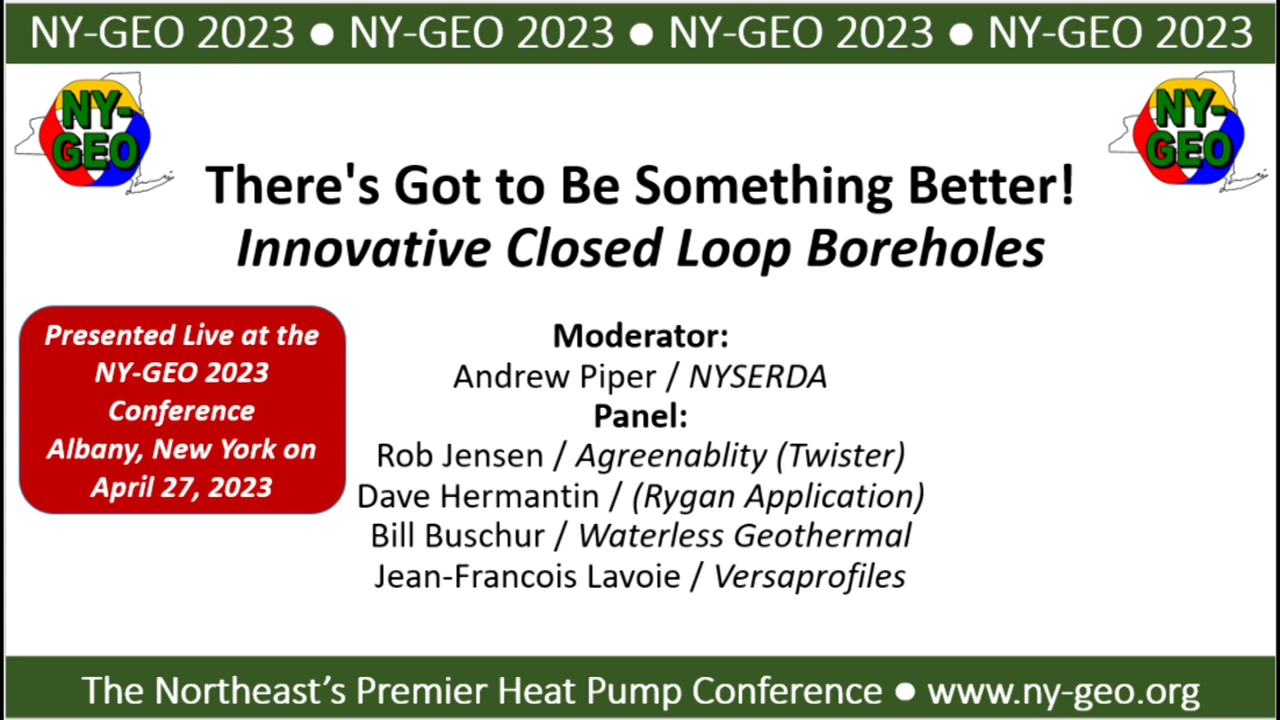 NY-GEO 2023 ● NY-GEO 2023 ● NY-GEO 2023 ● NY-GEO 2023
NY-
GEO
NY-
GEO
There's Got to Be Something Better!
Innovative Closed Loop Boreholes
Presented Live at the
NY-GEO 2023
Conference
Albany, New York on
April 27, 2023
Moderator:
Andrew Piper / NYSERDA
Panel:
Rob Jensen / Agreenablity (Twister)
Dave Hermantin / (Rygan Application)
Bill Buschur / Waterless Geothermal
Jean-Francois Lavoie / Versaprofiles
The Northeast’s Premier Heat Pump Conference ● www.ny-geo.org